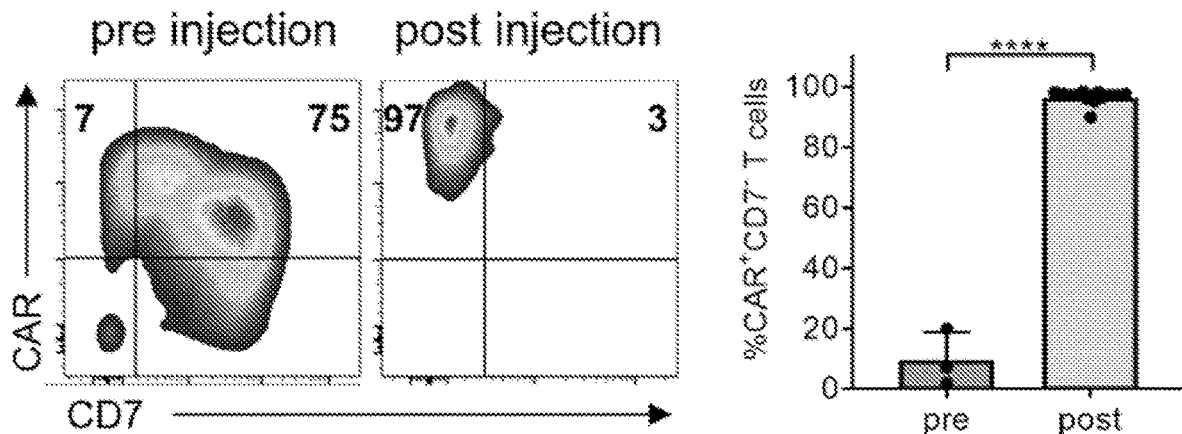 pre injection
post injection
7
75
97
3
CAR
CD7
****
%CAR⁺CD7⁻ T cells
100
80
60
40
20
0
pre
post